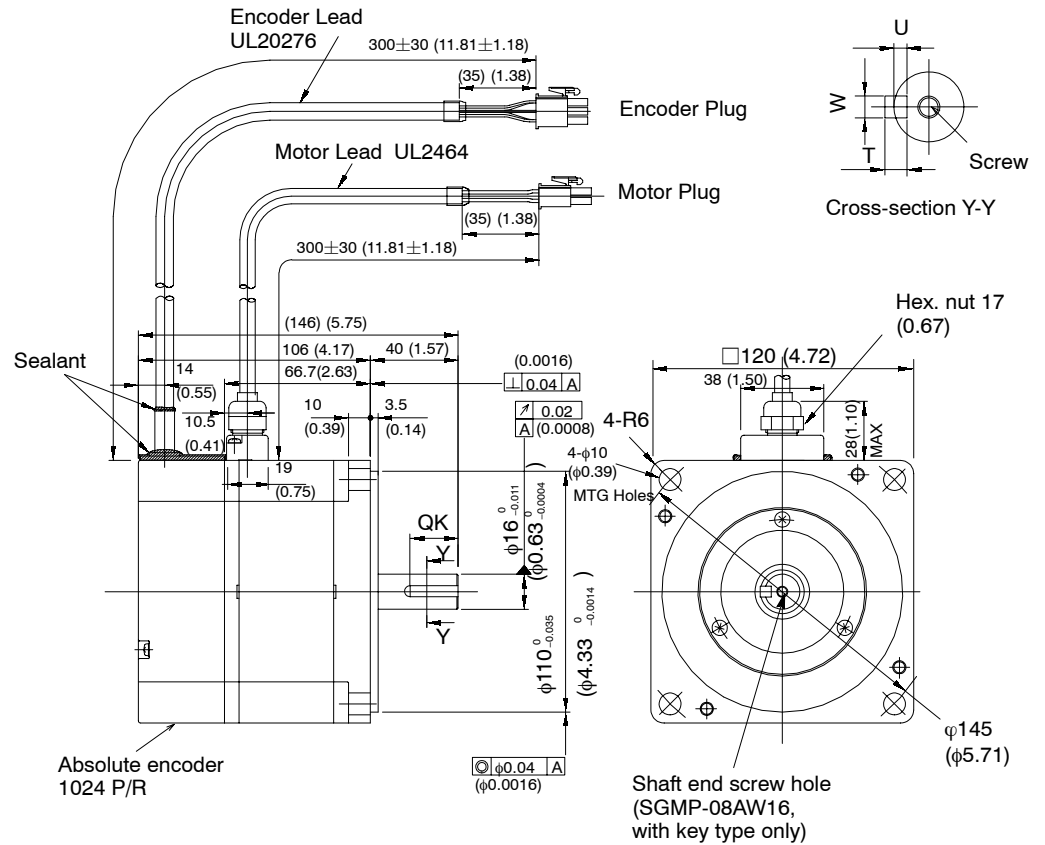 Encoder Lead
UL20276
300±30 (11.81±1.18)
(35) (1.38)
Encoder Plug
Motor Lead UL2464
Motor Plug
(35) (1.38)
300±30 (11.81±1.18)
U
W
T
Screw
Cross-section Y-Y
Hex. nut 17
(0.67)
(146) (5.75)
106 (4.17)
40 (1.57)
66.7(2.63)
Sealant
14
(0.55)
10.5
(0.41)
19
(0.75)
10
(0.39)
3.5
(0.14)
(0.0016)
⊥ 0.04 A
↗ 0.02
A (0.0008)
□120 (4.72)
38 (1.50)
28(1.10)
MAX
4-R6
4-ϕ10
(ϕ0.39)
MTG Holes
QK
Y
Y
ϕ16 0 -0.011
(ϕ0.63 0 -0.0004)
ϕ110 0 -0.035
(ϕ4.33 0 -0.0014)
◎ ϕ0.04 A
(ϕ0.0016)
φ145
(ϕ5.71)
Absolute encoder
1024 P/R
Shaft end screw hole
(SGMP-08AW16,
with key type only)